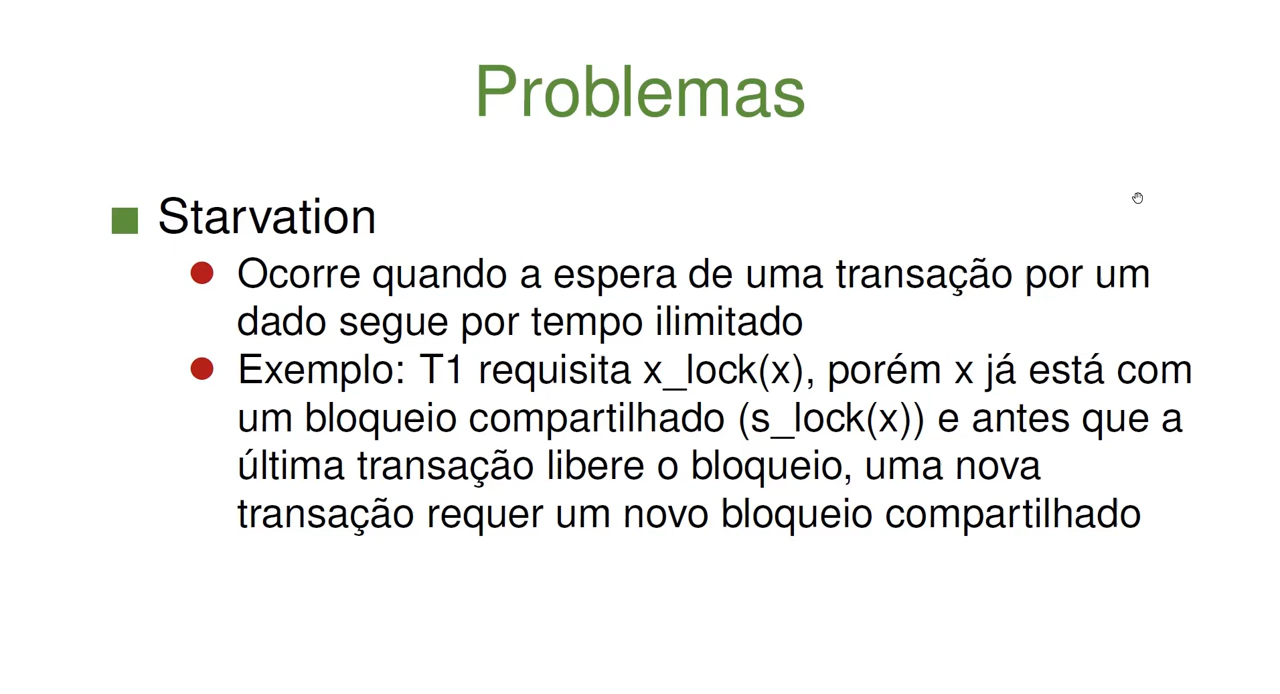 Problemas
Starvation
Ocorre quando a espera de uma transação por um
dado segue por tempo ilimitado
Exemplo: T1 requisita x_lock(x), porém x já está com
um bloqueio compartilhado (s_lock(x)) e antes que a
última transação libere o bloqueio, uma nova
transação requer um novo bloqueio compartilhado